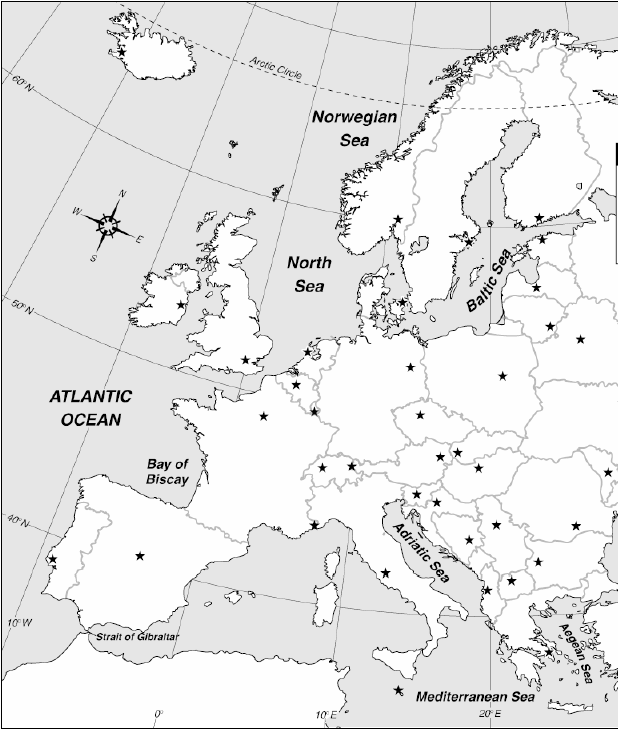 60°N
Arctic Circle
Norwegian
Sea
N
W
E
S
North
Sea
Baltic Sea
50°N
ATLANTIC
OCEAN
Bay of
Biscay
40°N
Adriatic Sea
10°W
Strait of Gibraltar
Aegean Sea
Mediterranean Sea
0°
10°E
20°E